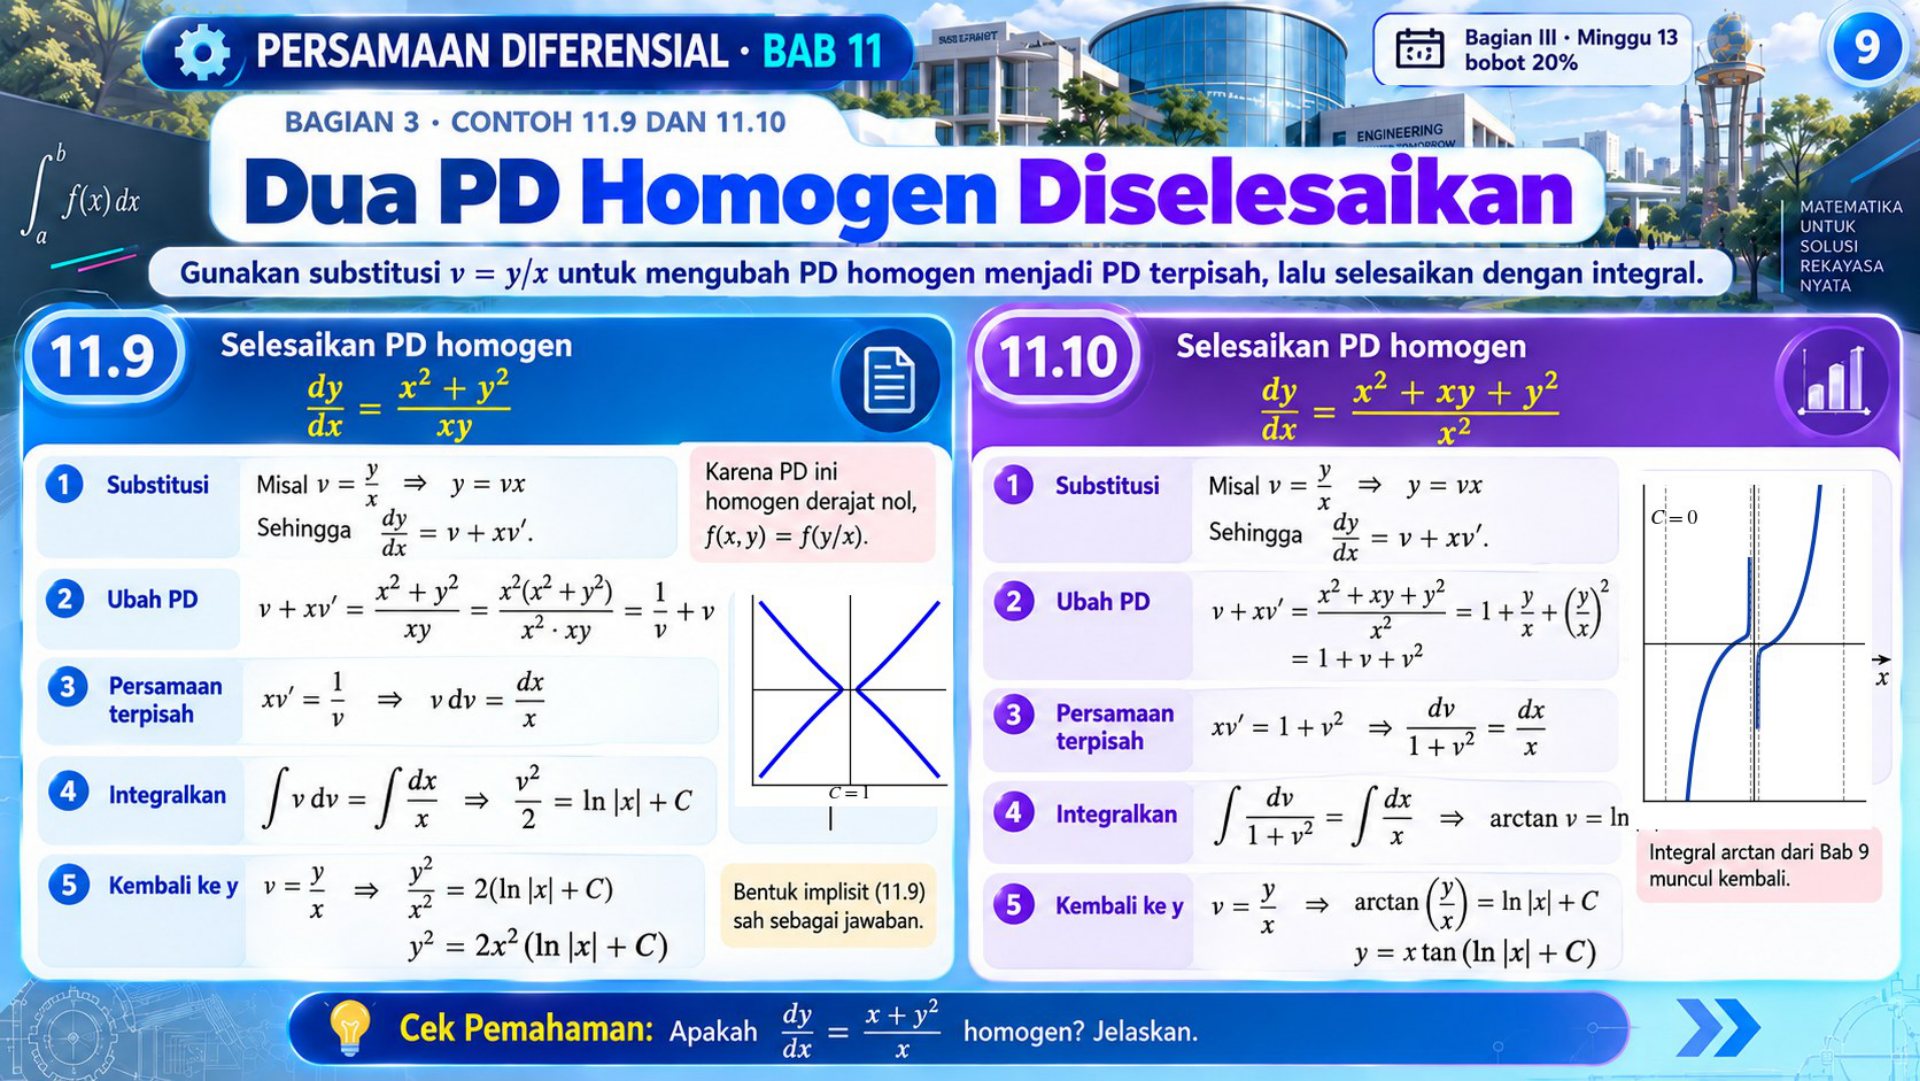 PERSAMAAN DIFERENSIAL · BAB 11
Bagian III · Minggu 13
bobot 20%
9
BAGIAN 3 · CONTOH 11.9 DAN 11.10
ENGINEERING
Dua PD Homogen Diselesaikan
∫_a^b f(x) dx
MATEMATIKA
UNTUK
SOLUSI
REKAYASA
NYATA
Gunakan substitusi v = y/x untuk mengubah PD homogen menjadi PD terpisah, lalu selesaikan dengan integral.
11.9
Selesaikan PD homogen
dy/dx = (x² + y²)/(xy)
1 Substitusi
Misal v = y/x ⇒ y = vx
Sehingga dy/dx = v + xv′.
Karena PD ini
homogen derajat nol,
f(x, y) = f(y/x).
2 Ubah PD
v + xv′ = (x² + y²)/(xy) = x²(x² + y²)/(x² · xy) = 1/v + v
3 Persamaan
terpisah
xv′ = 1/v ⇒ v dv = dx/x
4 Integralkan
∫ v dv = ∫ dx/x ⇒ v²/2 = ln |x| + C
C = 1
5 Kembali ke y
v = y/x ⇒ y²/x² = 2(ln |x| + C)
y² = 2x² (ln |x| + C)
Bentuk implisit (11.9)
sah sebagai jawaban.
11.10
Selesaikan PD homogen
dy/dx = (x² + xy + y²)/x²
1 Substitusi
Misal v = y/x ⇒ y = vx
Sehingga dy/dx = v + xv′.
C = 0
x
2 Ubah PD
v + xv′ = (x² + xy + y²)/x² = 1 + y/x + (y/x)²
= 1 + v + v²
3 Persamaan
terpisah
xv′ = 1 + v² ⇒ dv/(1 + v²) = dx/x
4 Integralkan
∫ dv/(1 + v²) = ∫ dx/x ⇒ arctan v = ln
Integral arctan dari Bab 9
muncul kembali.
5 Kembali ke y
v = y/x ⇒ arctan (y/x) = ln |x| + C
y = x tan (ln |x| + C)
Cek Pemahaman: Apakah dy/dx = (x + y²)/x homogen? Jelaskan.